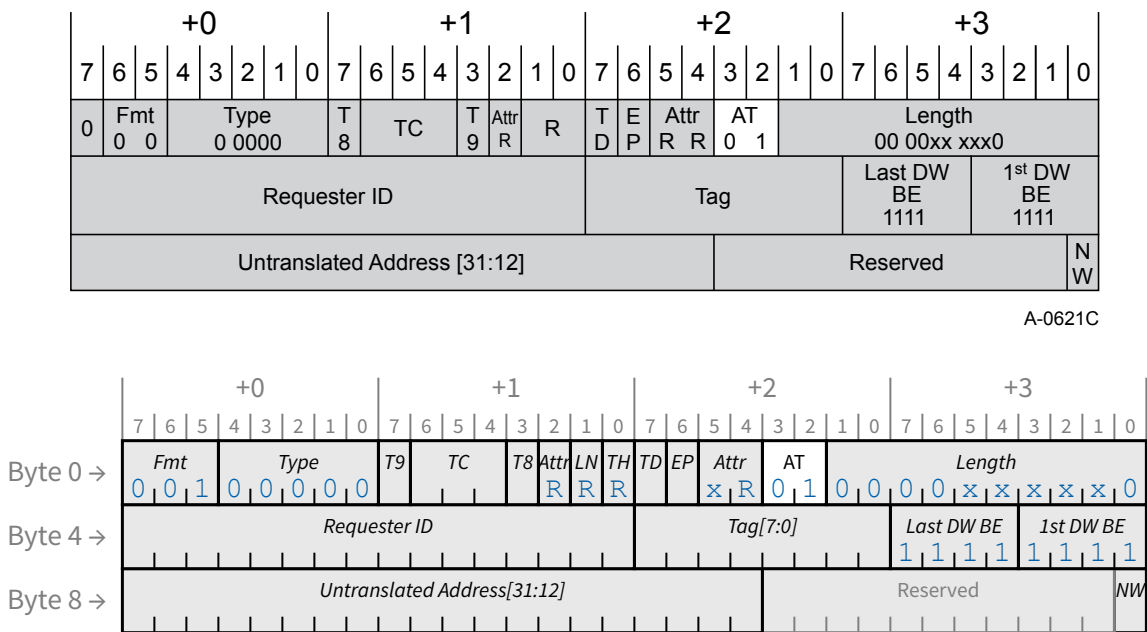 +0 +1 +2 +3
7 6 5 4 3 2 1 0 7 6 5 4 3 2 1 0 7 6 5 4 3 2 1 0 7 6 5 4 3 2 1 0
0 Fmt Type T TC T Attr R T E Attr AT Length
0 0 0 0000 8 9 R D P R R 0 1 00 00xx xxx0
Requester ID Tag Last DW BE 1111 1st DW BE 1111
Untranslated Address [31:12] Reserved N W
A-0621C
+0 +1 +2 +3
7 6 5 4 3 2 1 0 7 6 5 4 3 2 1 0 7 6 5 4 3 2 1 0 7 6 5 4 3 2 1 0
Byte 0 → Fmt Type T9 TC T8 Attr LN TH TD EP Attr AT Length
0 0 1 0 0 0 0 0 R R R x R 0 1 0 0 0 0 x x x x x 0
Byte 4 → Requester ID Tag[7:0] Last DW BE 1st DW BE
1 1 1 1 1 1 1 1
Byte 8 → Untranslated Address[31:12] Reserved NW